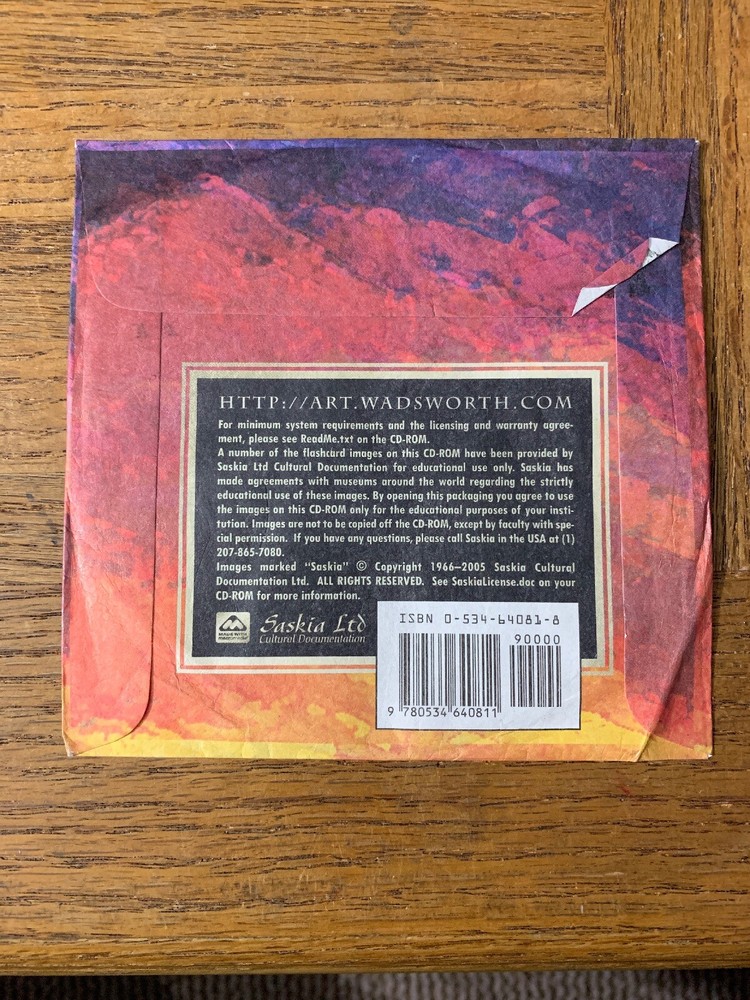 HTTP://ART.WADSWORTH.COM
For minimum system requirements and the licensing and warranty agree-
ment, please see ReadMe.txt on the CD-ROM.
A number of the flashcard images on this CD-ROM have been provided by
Saskia Ltd Cultural Documentation for educational use only. Saskia has
made agreements with museums around the world regarding the strictly
educational use of these images. By opening this packaging you agree to use
the images on this CD-ROM only for the educational purposes of your insti-
tution. Images are not to be copied off the CD-ROM, except by faculty with spe-
cial permission. If you have any questions, please call Saskia in the USA at (1)
207-865-7080.
Images marked "Saskia" © Copyright 1966–2005 Saskia Cultural
Documentation Ltd. ALL RIGHTS RESERVED. See SaskiaLicense.doc on your
CD-ROM for more information.
Saskia Ltd
Cultural Documentation
ISBN 0-534-64081-8
90000
9 780534 640811